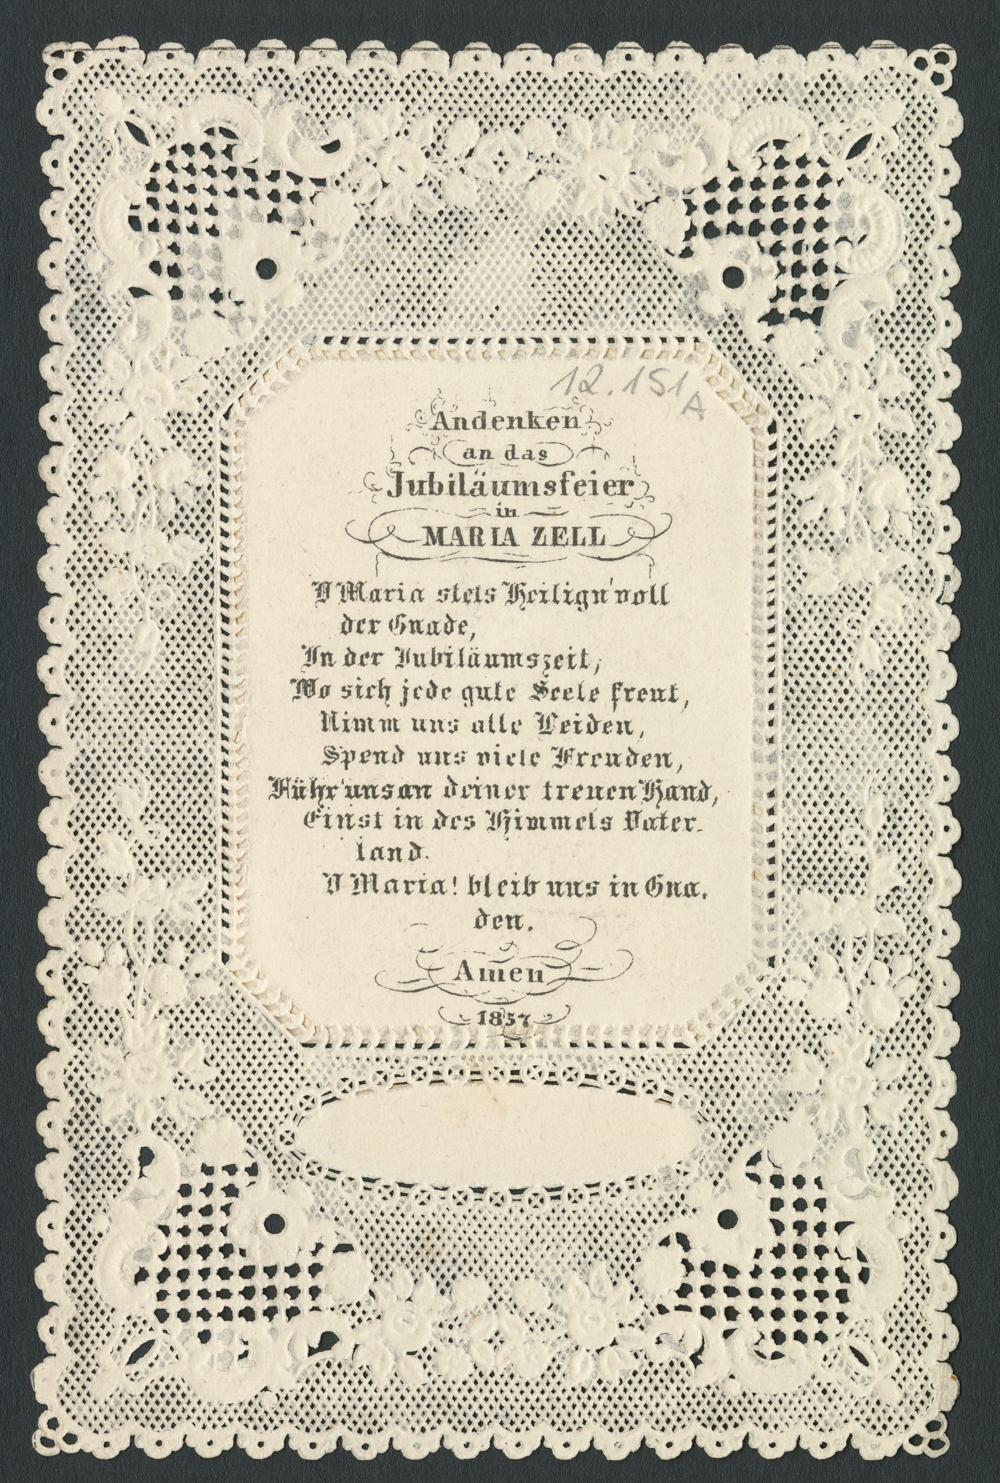 12.151
A
Andenken
an das
Jubiläumsfeier
in
MARIA ZELL
O Maria stets Heilign'voll
der Gnade,
In der Jubiläumszeit,
Wo sich jede gute Seele freut,
Nimm uns alle Leiden,
Spend uns viele Freuden,
Führ'uns an deiner treuen Hand,
Einst in des Himmels Vater-
land.
O Maria! bleib uns in Gna-
den.
Amen
1857